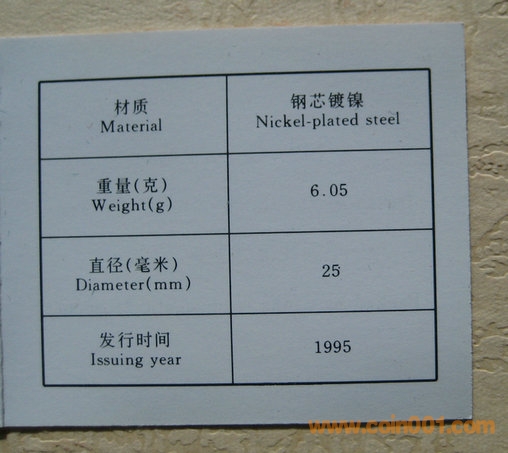 材质
Material
钢芯镀镍
Nickel-plated steel
重量(克)
Weight(g)
6.05
直径(毫米)
Diameter(mm)
25
发行时间
Issuing year
1995
www.coin001.com